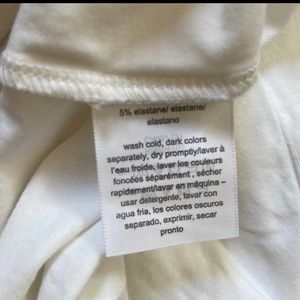 5% elastane/ elastane/
elastano
wash cold, dark colors
separately, dry promptly/laver à
l'eau froide, laver les couleurs
foncées séparément , sécher
rapidement/lavar en máquina –
usar detergente, lavar con
agua fria, los colores oscuros
separado, exprimir, secar
pronto